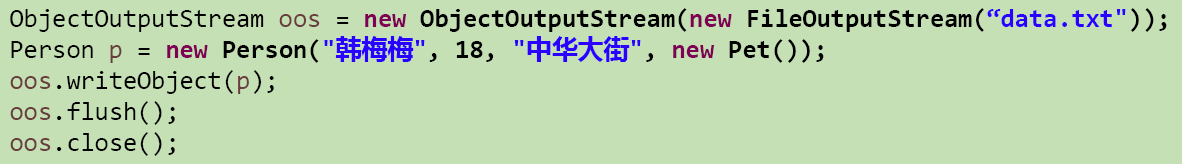 ObjectOutputStream oos = new ObjectOutputStream(new FileOutputStream(“data.txt"));
Person p = new Person("韩梅梅", 18, "中华大街", new Pet());
oos.writeObject(p);
oos.flush();
oos.close();